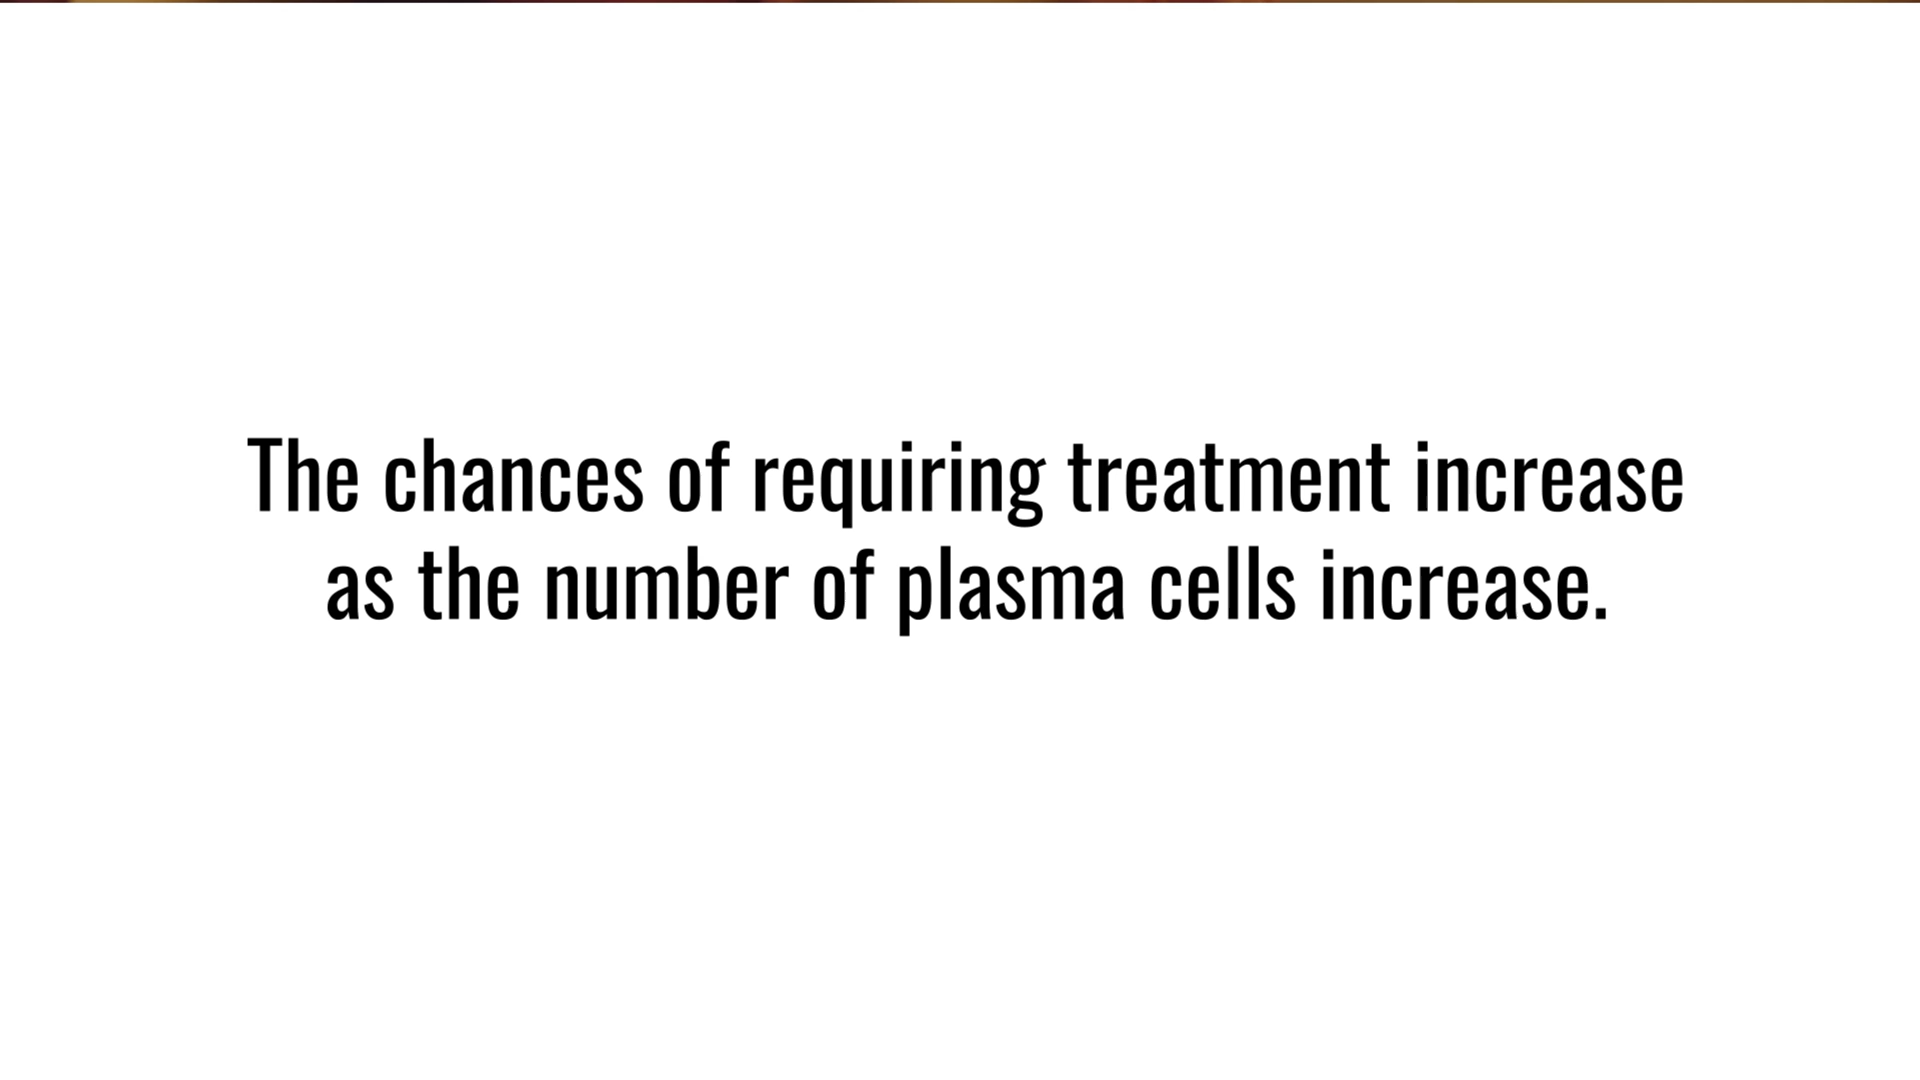 The chances of requiring treatment increase
as the number of plasma cells increase.